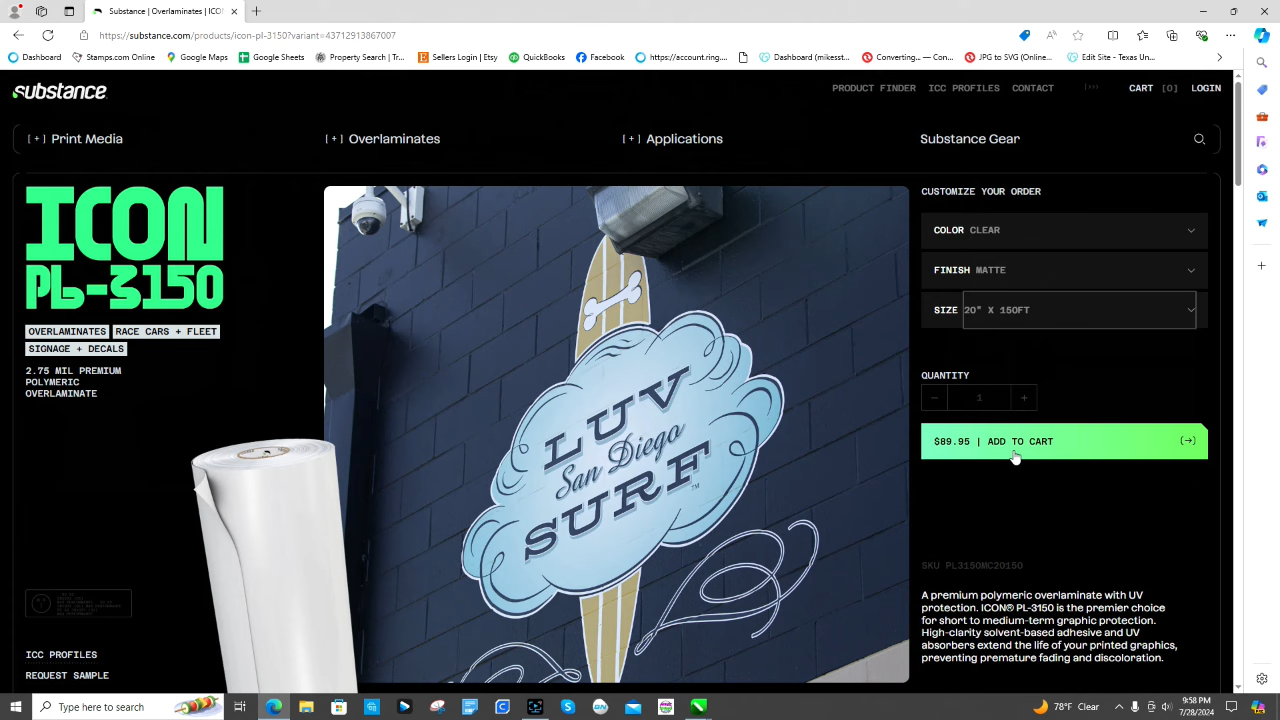 Substance | Overlaminates | ICO
https://substance.com/products/icon-pl-3150?variant=43712913867007
Dashboard
Stamps.com Online
Google Maps
Google Sheets
Property Search | Tr...
Sellers Login | Etsy
QuickBooks
Facebook
https://account.ring....
Dashboard (mikesst...
Converting... — Con...
JPG to SVG (Online...
Edit Site - Texas Un...
substance
PRODUCT FINDER
ICC PROFILES
CONTACT
CART [0]
LOGIN
[+] Print Media
[+] Overlaminates
[+] Applications
Substance Gear
ICON
PL-3150
OVERLAMINATES
RACE CARS + FLEET
SIGNAGE + DECALS
2.75 MIL PREMIUM
POLYMERIC
OVERLAMINATE
LUV
San Diego
SURF™
CUSTOMIZE YOUR ORDER
COLOR CLEAR
FINISH MATTE
SIZE 20" X 150FT
QUANTITY
- 1 +
$89.95 | ADD TO CART
SKU PL3150MC20150
A premium polymeric overlaminate with UV
protection. ICON® PL-3150 is the premier choice
for short to medium-term graphic protection.
High-clarity solvent-based adhesive and UV
absorbers extend the life of your printed graphics,
preventing premature fading and discoloration.
ICC PROFILES
REQUEST SAMPLE
Type here to search
78°F Clear
9:58 PM
7/28/2024